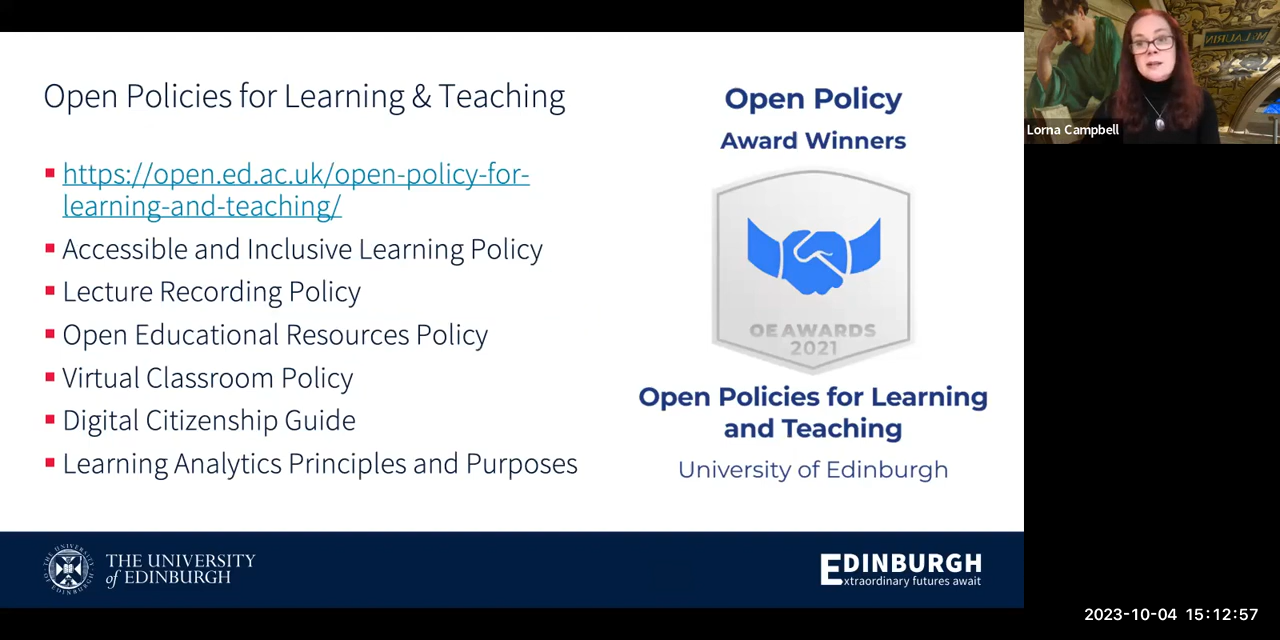 Open Policies for Learning & Teaching
https://open.ed.ac.uk/open-policy-for-
learning-and-teaching/
Accessible and Inclusive Learning Policy
Lecture Recording Policy
Open Educational Resources Policy
Virtual Classroom Policy
Digital Citizenship Guide
Learning Analytics Principles and Purposes
Open Policy
Award Winners
OE AWARDS
2021
Open Policies for Learning
and Teaching
University of Edinburgh
THE UNIVERSITY
of EDINBURGH
EDINBURGH
Extraordinary futures await
Lorna Campbell
2023-10-04 15:12:57